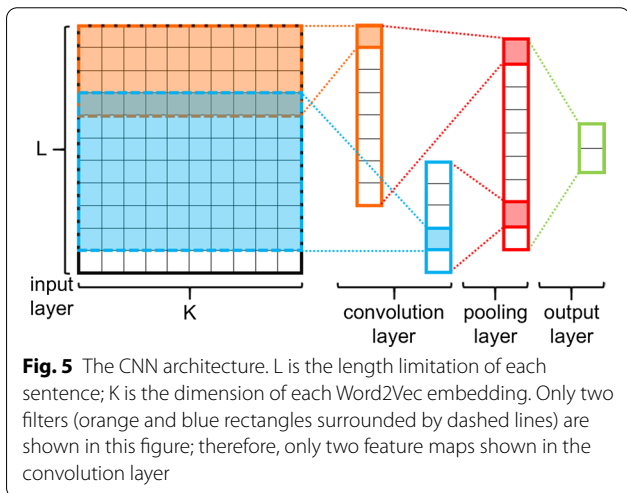 L
input
layer
K
convolution
layer
pooling
layer
output
layer
Fig. 5 The CNN architecture. L is the length limitation of each
sentence; K is the dimension of each Word2Vec embedding. Only two
filters (orange and blue rectangles surrounded by dashed lines) are
shown in this figure; therefore, only two feature maps shown in the
convolution layer